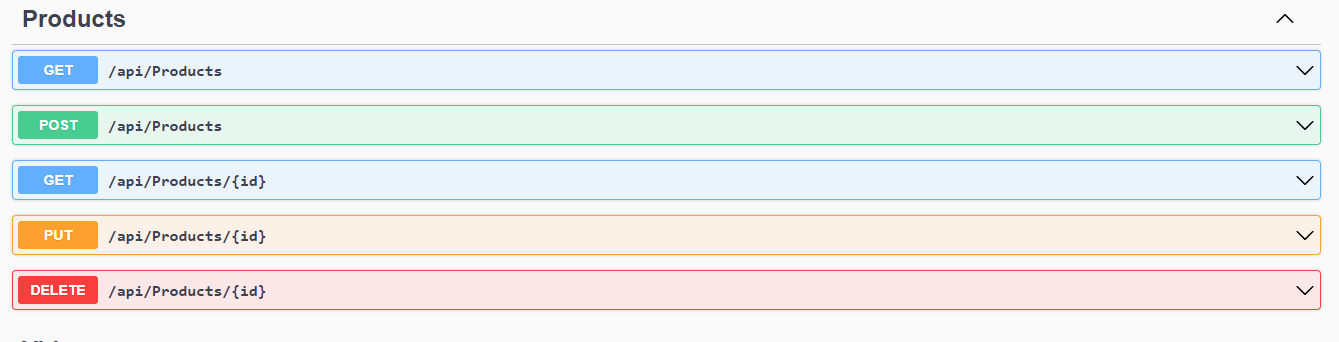 Products
GET /api/Products
POST /api/Products
GET /api/Products/{id}
PUT /api/Products/{id}
DELETE /api/Products/{id}